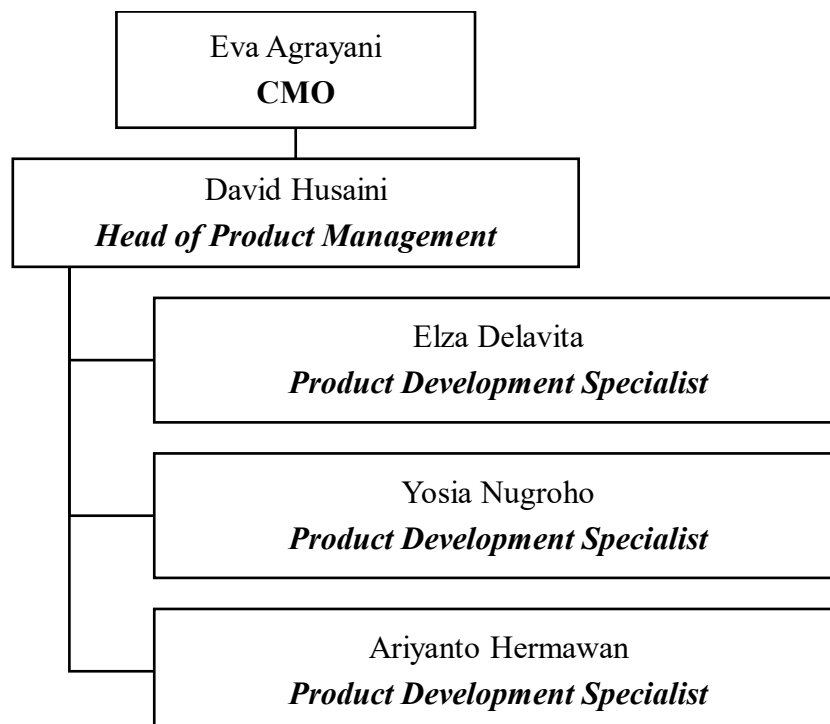 Eva Agrayani
CMO
David Husaini
Head of Product Management
Elza Delavita
Product Development Specialist
Yosia Nugroho
Product Development Specialist
Ariyanto Hermawan
Product Development Specialist